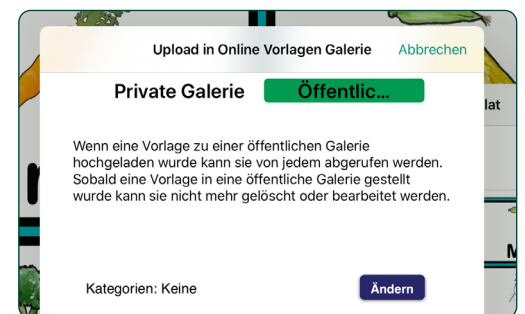 Upload in Online Vorlagen Galerie Abbrechen
Private Galerie Öffentlic...
lat
Wenn eine Vorlage zu einer öffentlichen Galerie
hochgeladen wurde kann sie von jedem abgerufen werden.
Sobald eine Vorlage in eine öffentliche Galerie gestellt
wurde kann sie nicht mehr gelöscht oder bearbeitet werden.
Kategorien: Keine Ändern